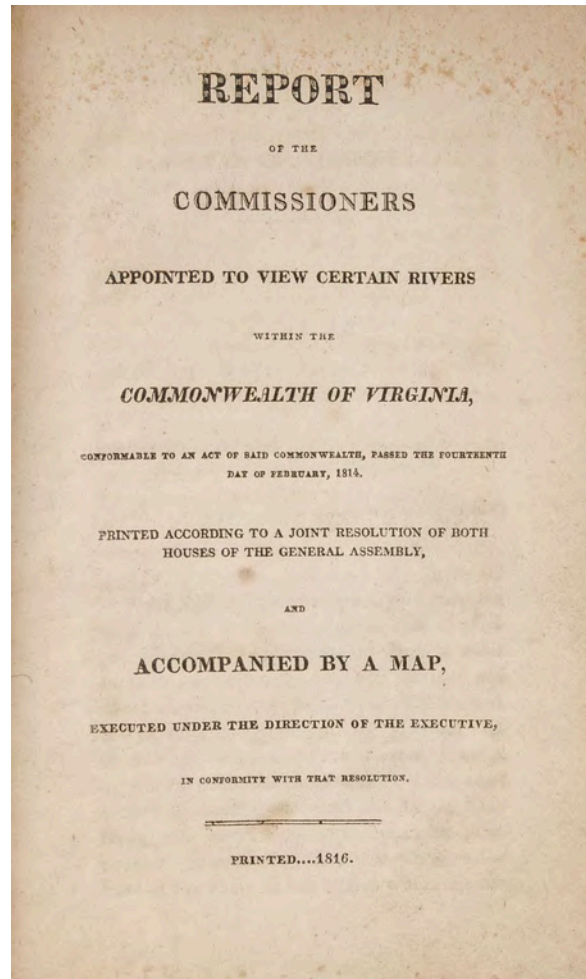 REPORT
OF THE
COMMISSIONERS
APPOINTED TO VIEW CERTAIN RIVERS
WITHIN THE
COMMONWEALTH OF VIRGINIA,
CONFORMABLE TO AN ACT OF SAID COMMONWEALTH, PASSED THE FOURTEENTH
DAY OF FEBRUARY, 1814.
PRINTED ACCORDING TO A JOINT RESOLUTION OF BOTH
HOUSES OF THE GENERAL ASSEMBLY,
AND
ACCOMPANIED BY A MAP,
EXECUTED UNDER THE DIRECTION OF THE EXECUTIVE,
IN CONFORMITY WITH THAT RESOLUTION.
PRINTED....1816.